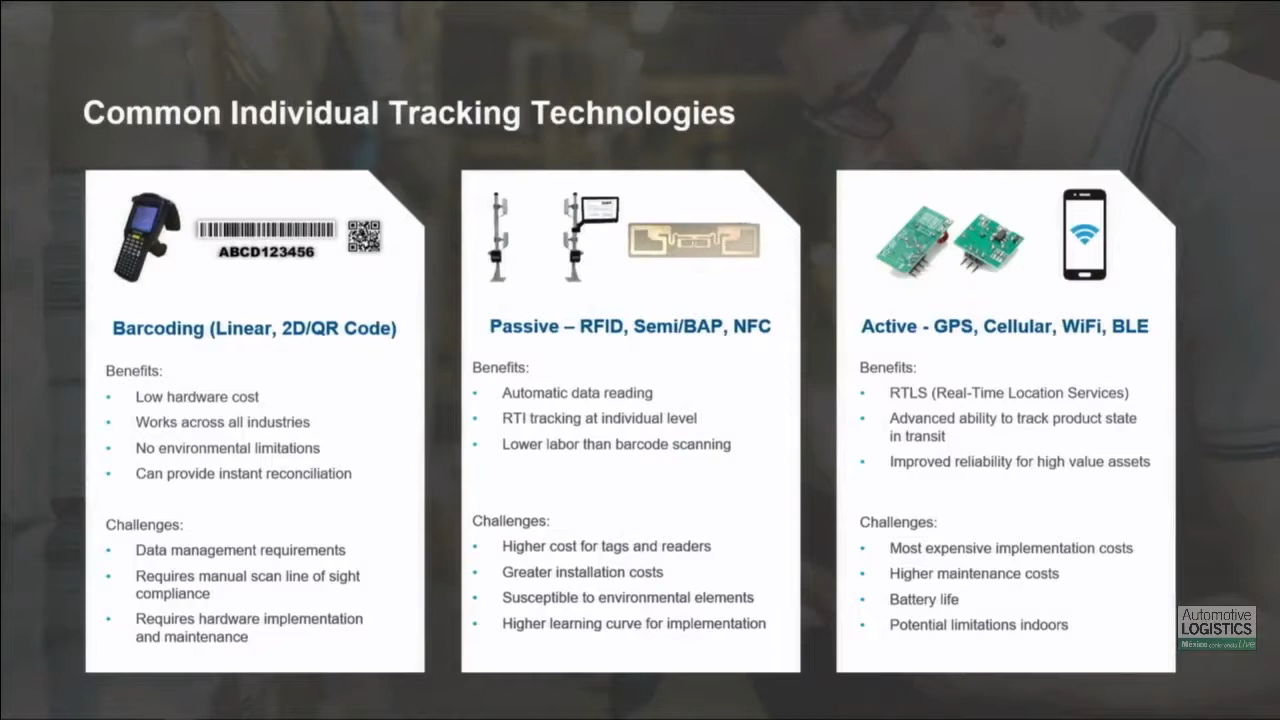 Common Individual Tracking Technologies
ABCD123456
Barcoding (Linear, 2D/QR Code)
Benefits:
• Low hardware cost
• Works across all industries
• No environmental limitations
• Can provide instant reconciliation
Challenges:
• Data management requirements
• Requires manual scan line of sight
compliance
• Requires hardware implementation
and maintenance
Passive – RFID, Semi/BAP, NFC
Benefits:
• Automatic data reading
• RTI tracking at individual level
• Lower labor than barcode scanning
Challenges:
• Higher cost for tags and readers
• Greater installation costs
• Susceptible to environmental elements
• Higher learning curve for implementation
Active - GPS, Cellular, WiFi, BLE
Benefits:
• RTLS (Real-Time Location Services)
• Advanced ability to track product state
in transit
• Improved reliability for high value assets
Challenges:
• Most expensive implementation costs
• Higher maintenance costs
• Battery life
• Potential limitations indoors
Automotive
LOGISTICS
México conferencia Live